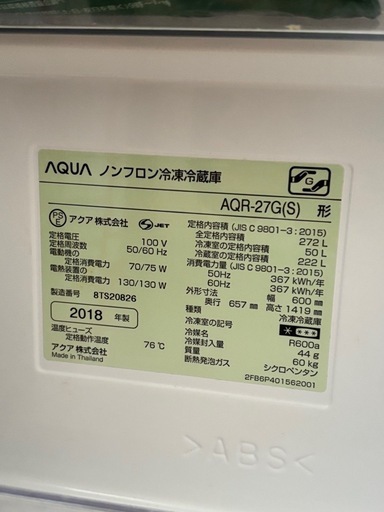 AQUA ノンフロン冷凍冷蔵庫
AQR-27G(S) 形
G
PS
E
アクア株式会社
S JET
定格電圧 100 V
定格周波数 50/60 Hz
電動機の
定格消費電力 70/75 W
電熱装置の
定格消費電力 130/130 W
製造番号 8TS20826
2018 年製
温度ヒューズ
定格動作温度 76℃
アクア株式会社
Made in Thailand
定格内容積 (JIS C 9801-3 : 2015)
全定格内容積 272 L
冷凍室の定格内容積 50 L
冷蔵室の定格内容積 222 L
消費電力量 (JIS C 9801-3 : 2015)
50Hz 367 kWh/年
60Hz 367 kWh/年
外形寸法 幅 600 mm
奥行 657 mm 高さ 1419 mm
種類 冷凍冷蔵庫
冷凍室の記号
冷媒名 R600a
冷媒封入量 44 g
質量 60 kg
断熱発泡ガス シクロペンタン
2FB6P401562001
>ABS<